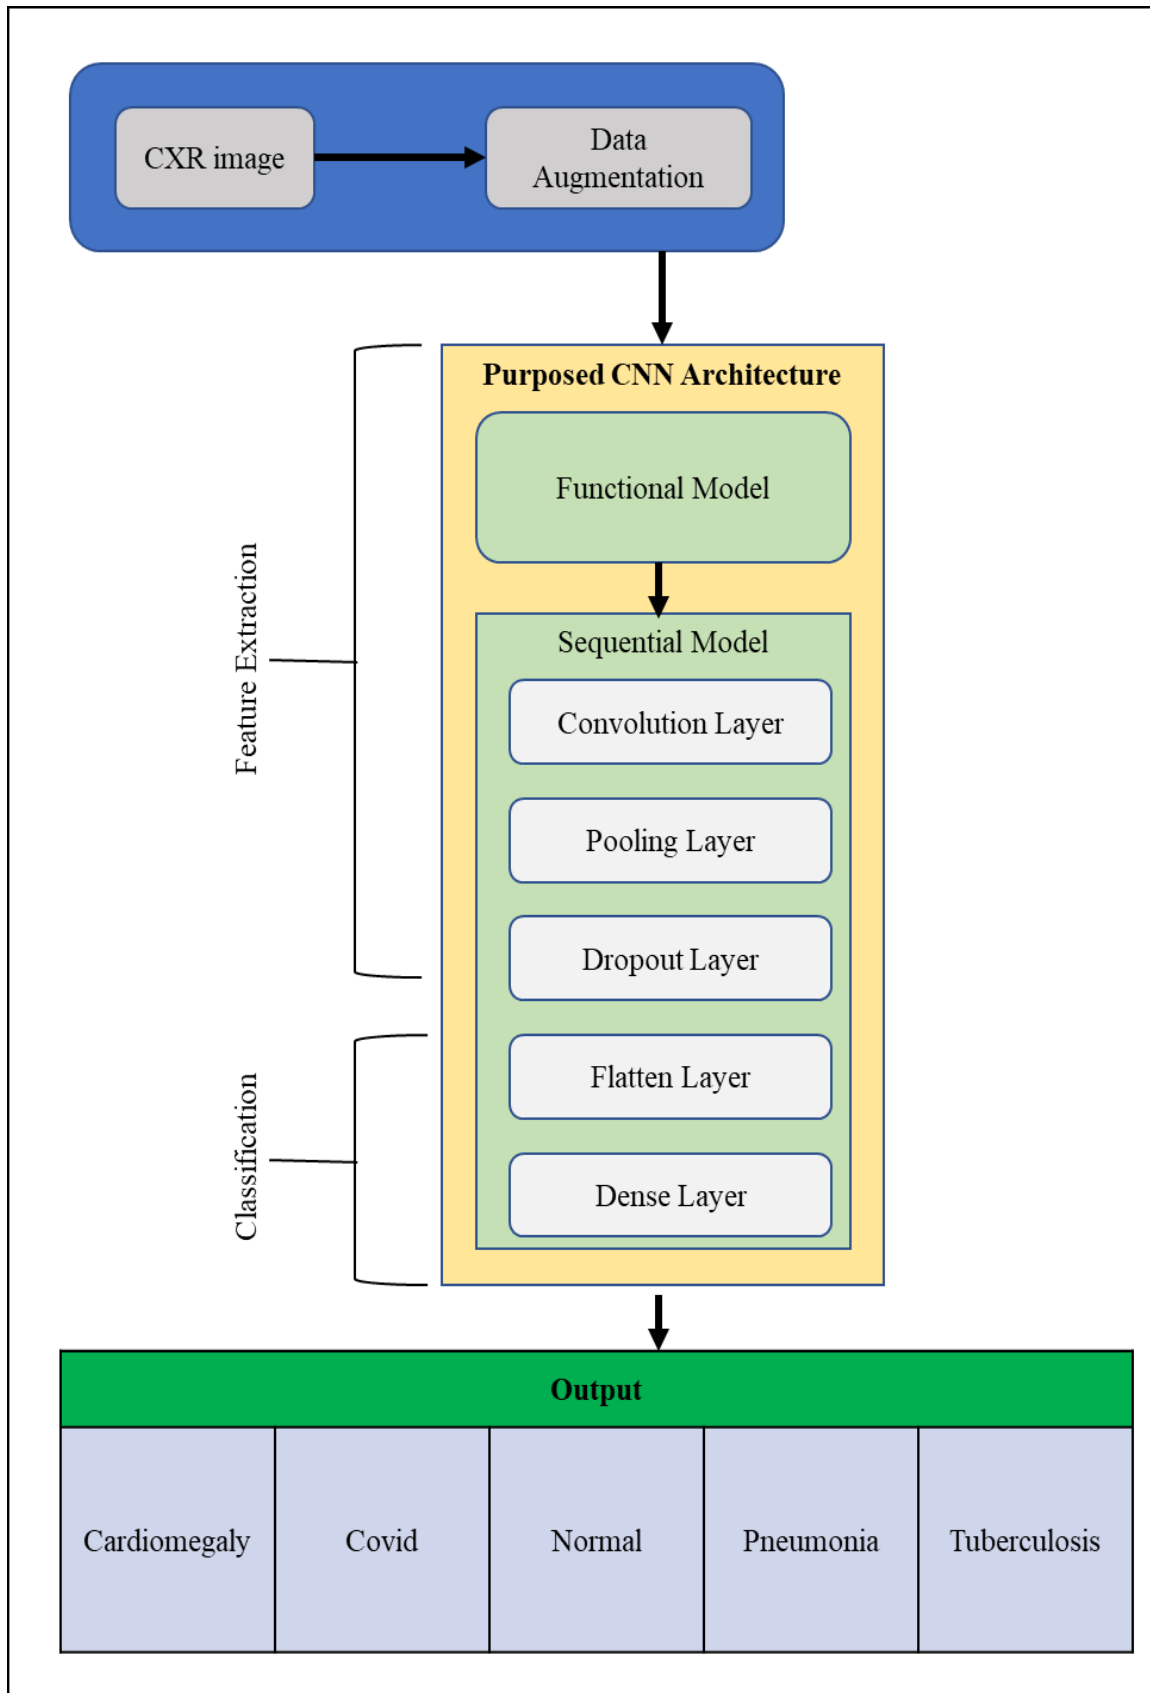 CXR image
Data
Augmentation
Purposed CNN Architecture
Functional Model
Sequential Model
Convolution Layer
Pooling Layer
Dropout Layer
Flatten Layer
Dense Layer
Feature Extraction
Classification
Output
Cardiomegaly
Covid
Normal
Pneumonia
Tuberculosis